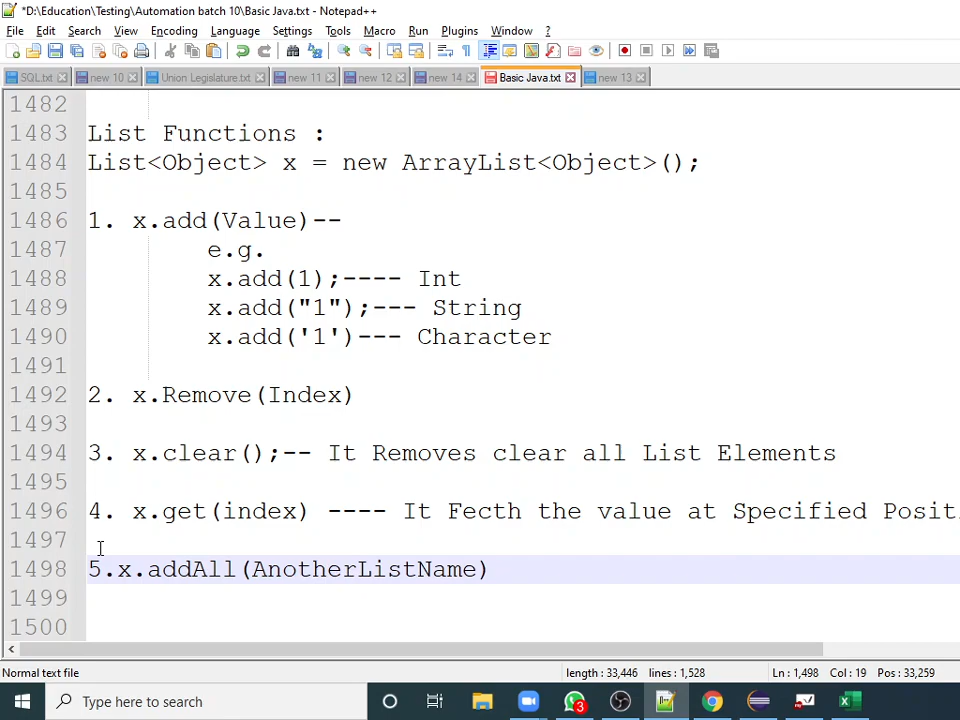 *D:\Education\Testing\Automation batch 10\Basic Java.txt - Notepad++
File Edit Search View Encoding Language Settings Tools Macro Run Plugins Window ?
SQL.txt new 10 Union Legislature.txt new 11 new 12 new 14 Basic Java.txt new 13
1482
1483 List Functions :
1484 List<Object> x = new ArrayList<Object>();
1485
1486 1. x.add(Value)--
1487 e.g.
1488 x.add(1);---- Int
1489 x.add("1");--- String
1490 x.add('1')--- Character
1491
1492 2. x.Remove(Index)
1493
1494 3. x.clear();-- It Removes clear all List Elements
1495
1496 4. x.get(index) ---- It Fecth the value at Specified Positi
1497
1498 5.x.addAll(AnotherListName)
1499
1500
Normal text file length : 33,446 lines : 1,528 Ln : 1,498 Col : 19 Pos : 33,259
Type here to search 3